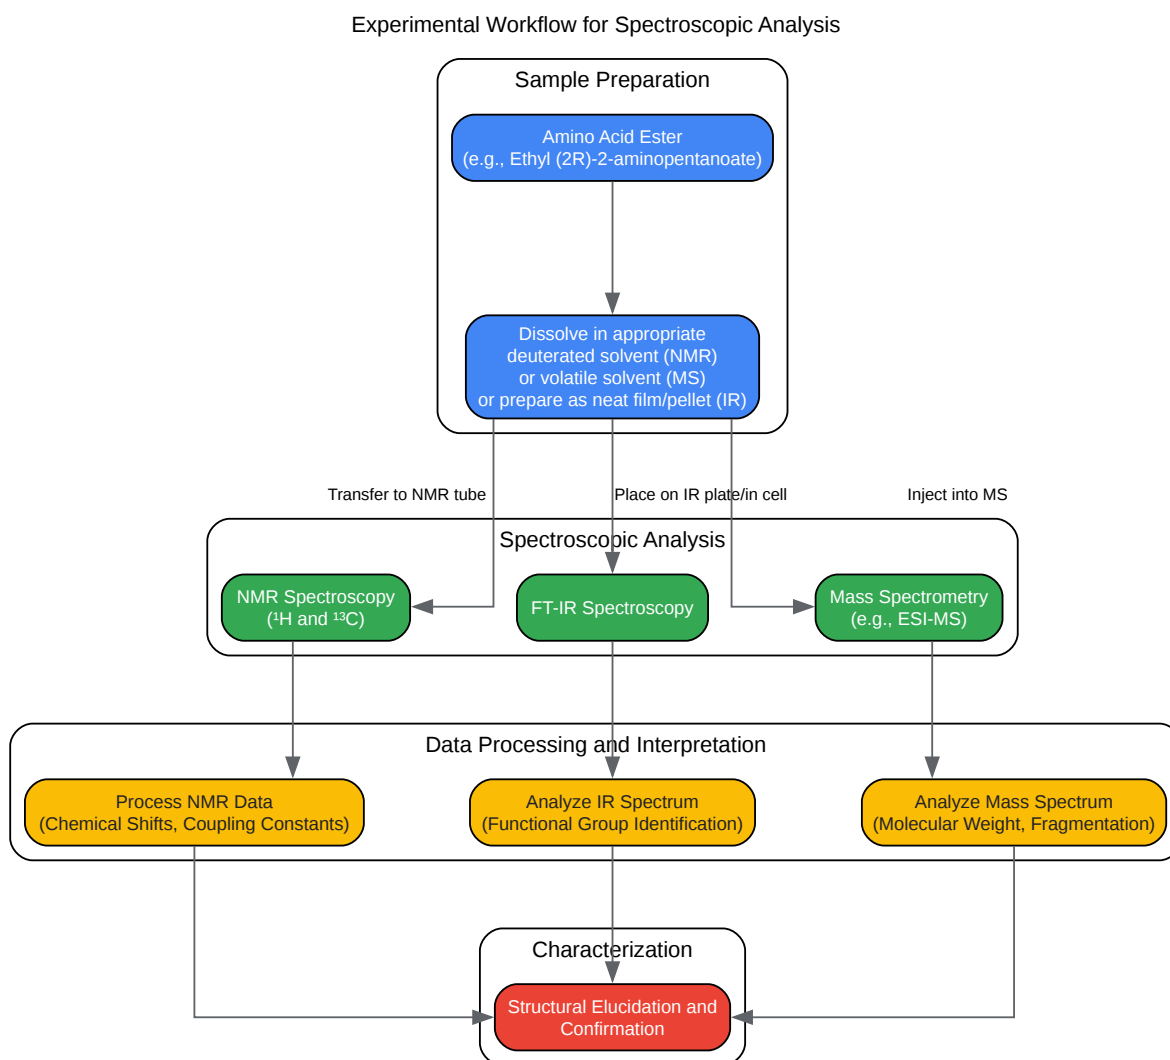 Experimental Workflow for Spectroscopic Analysis
Sample Preparation
Amino Acid Ester
(e.g., Ethyl (2R)-2-aminopentanoate)
Dissolve in appropriate
deuterated solvent (NMR)
or volatile solvent (MS)
or prepare as neat film/pellet (IR)
Transfer to NMR tube
Place on IR plate/in cell
Inject into MS
Spectroscopic Analysis
NMR Spectroscopy
(¹H and ¹³C)
FT-IR Spectroscopy
Mass Spectrometry
(e.g., ESI-MS)
Data Processing and Interpretation
Process NMR Data
(Chemical Shifts, Coupling Constants)
Analyze IR Spectrum
(Functional Group Identification)
Analyze Mass Spectrum
(Molecular Weight, Fragmentation)
Characterization
Structural Elucidation and
Confirmation